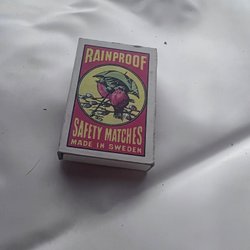 RAINPROOF
SAFETY MATCHES
MADE IN SWEDEN